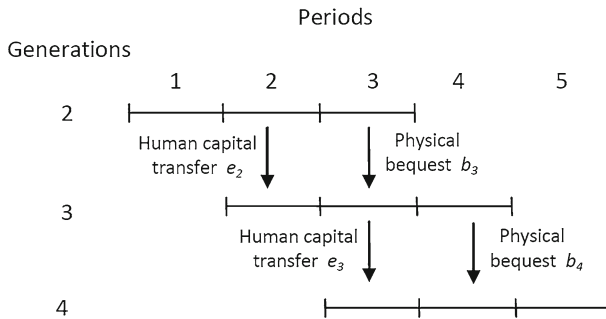 Periods
Generations
1 2 3 4 5
2
Human capital
transfer e₂
Physical
bequest b₃
3
Human capital
transfer e₃
Physical
bequest b₄
4